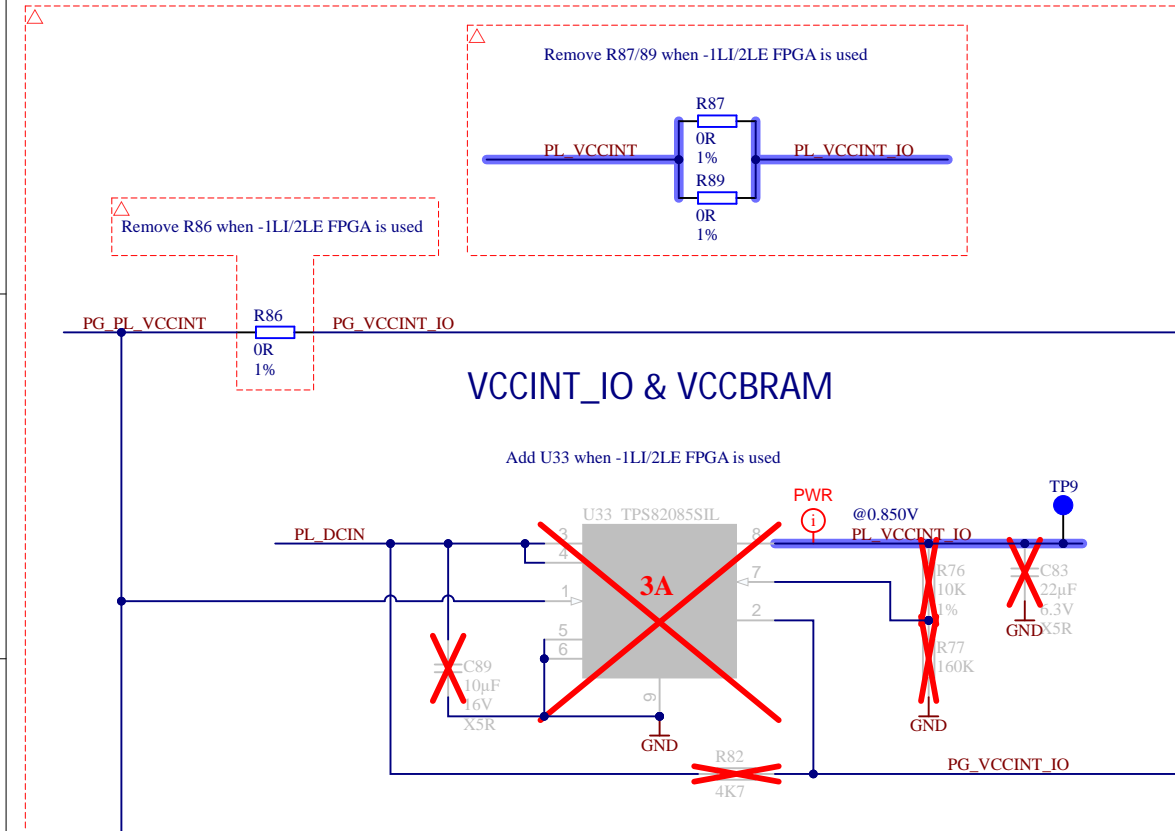 Remove R87/89 when -1LI/2LE FPGA is used
R87
0R
1%
PL_VCCINT
PL_VCCINT_IO
R89
0R
1%
Remove R86 when -1LI/2LE FPGA is used
PG_PL_VCCINT
R86
0R
1%
PG_VCCINT_IO
VCCINT_IO & VCCBRAM
Add U33 when -1LI/2LE FPGA is used
U33 TPS82085SIL
PWR
i
@0.850V
TP9
PL_DCIN
3
4
1
5
6
9
8
7
2
3A
PL_VCCINT_IO
R76
10K
1%
C83
22µF
6.3V
X5R
GND
R77
160K
GND
C89
10µF
16V
X5R
GND
R82
4K7
PG_VCCINT_IO